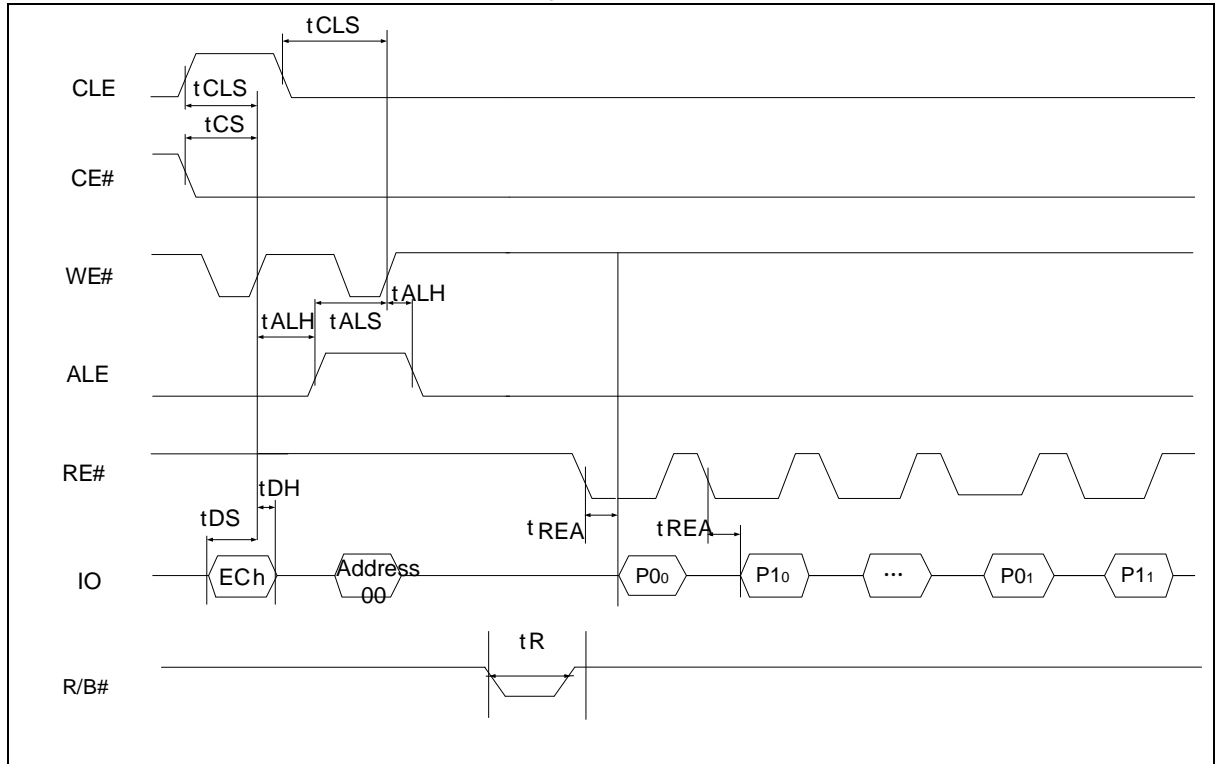 tCLS
CLE
tCLS
tCS
CE#
WE#
tALH
tALH tALS
ALE
RE#
tDH
tDS
tREA tREA
IO
ECh
Address
00
P0₀
P1₀
...
P0₁
P1₁
tR
R/B#